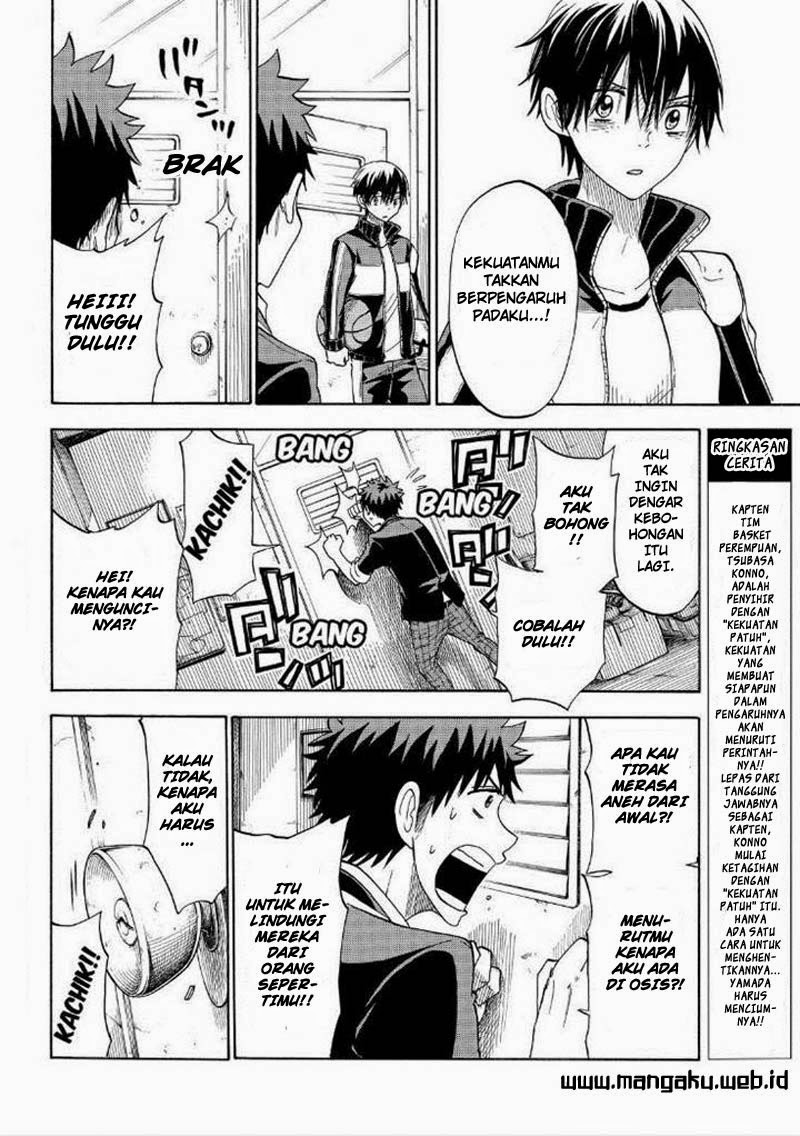 KEKUATANMU
TAKKAN
BERPENGARUH
PADAKU...!
BRAK
HEIII!
TUNGGU
DULU!!
AKU
TAK
INGIN
DENGAR
KEBO-
HONGAN
ITU
LAGI.
AKU
TAK
BOHONG
!!
COBALAH
DULU!!
BANG
BANG
BANG
KACHIK!!
HEI!
KENAPA KAU
MENGUNCI-
NYA?!
APA KAU
TIDAK
MERASA
ANEH DARI
AWAL?!
MENU-
RUTMU
KENAPA
AKU ADA
DI OSIS?!
ITU
UNTUK ME-
LINDUNGI
MEREKA
DARI
ORANG
SEPER-
TIMU!!
KALAU
TIDAK,
KENAPA
AKU
HARUS
...
KACHIK!!
RINGKASAN
CERITA
KAPTEN
TIM
BASKET
PEREMPUAN,
TSUBASA
KONNO,
ADALAH
PENYIHIR
DENGAN
"KEKUATAN
PATUH",
KEKUATAN
YANG
MEMBUAT
SIAPAPUN
DALAM
PENGARUHNYA
AKAN
MENURUTI
PERINTAH-
NYA!!
LEPAS DARI
TANGGUNG
JAWABNYA
SEBAGAI
KAPTEN,
KONNO
MULAI
KETAGIHAN
DENGAN
"KEKUATAN
PATUH" ITU.
HANYA
ADA SATU
CARA UNTUK
MENGHEN-
TIKANNYA...
YAMADA
HARUS
MENCIUM-
NYA!!
www.mangaku.web.id